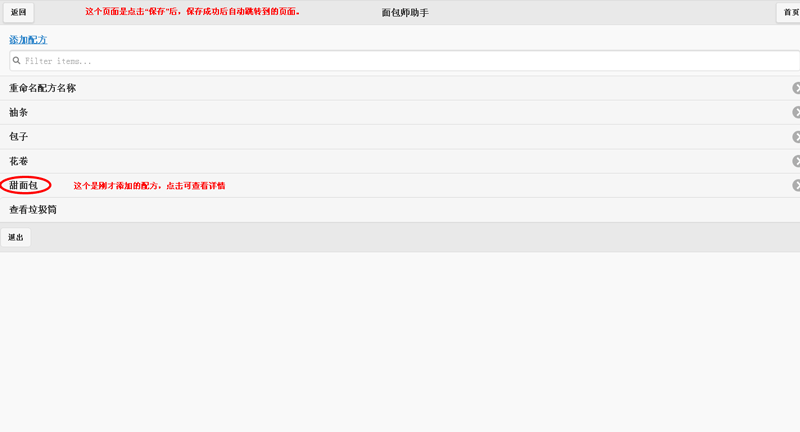 返回
这个页面是点击“保存”后，保存成功后自动跳转到的页面。
面包师助手
首页
添加配方
Filter items...
重命名配方名称
油条
包子
花卷
甜面包
这个是刚才添加的配方，点击可查看详情
查看垃圾筒
退出